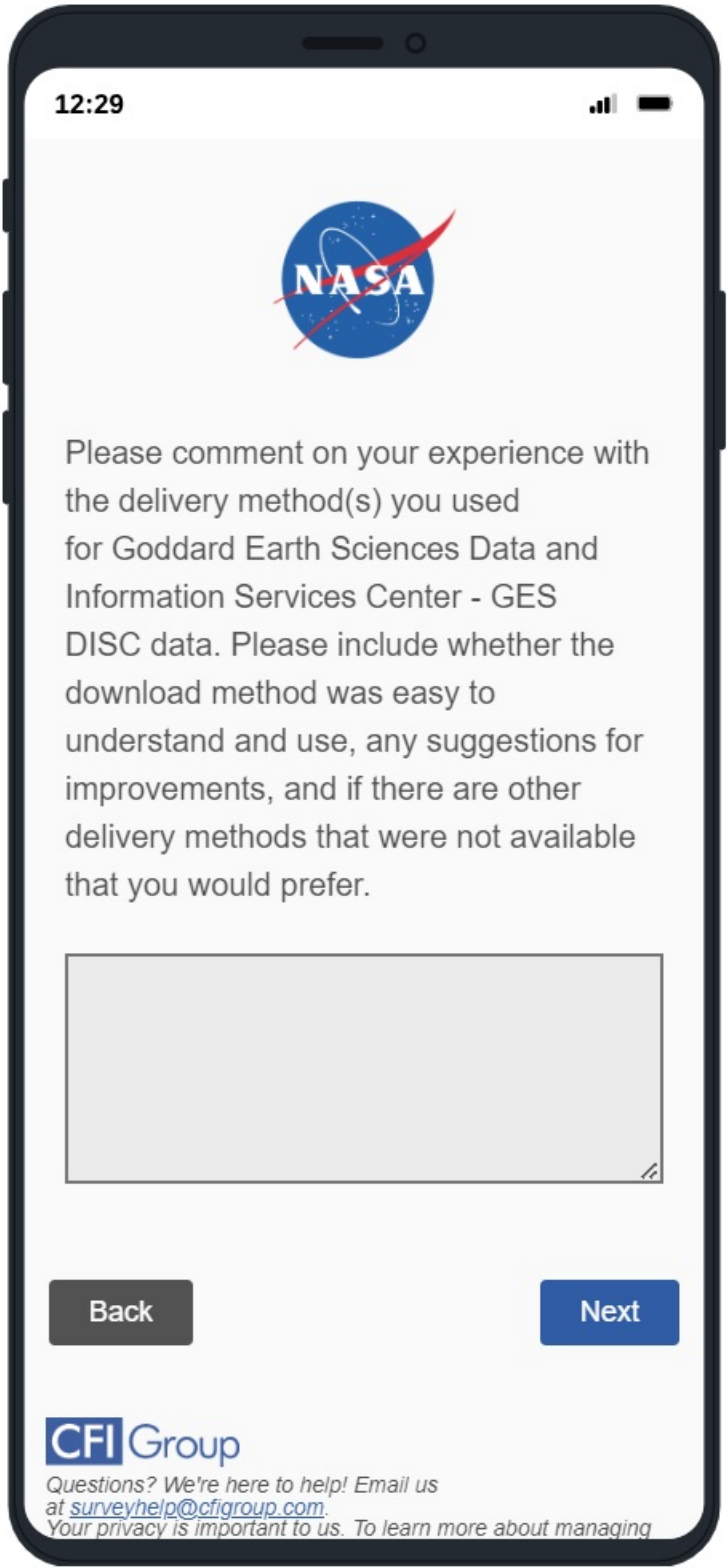 12:29
NASA
Please comment on your experience with
the delivery method(s) you used
for Goddard Earth Sciences Data and
Information Services Center - GES
DISC data. Please include whether the
download method was easy to
understand and use, any suggestions for
improvements, and if there are other
delivery methods that were not available
that you would prefer.
Back
Next
CFI Group
Questions? We're here to help! Email us
at surveyhelp@cfigroup.com.
Your privacy is important to us. To learn more about managing